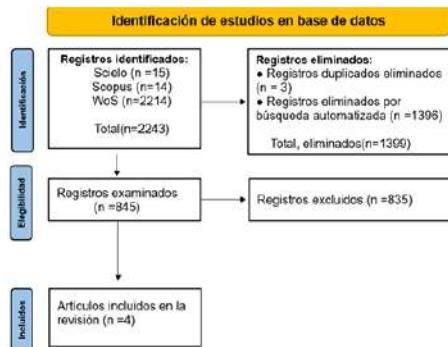 Identificación de estudios en base de datos
Identificación
Registros identificados:
Scielo (n =15)
Scopus (n=14)
WoS (n=2214)
Total(n=2243)
Registros eliminados:
● Registros duplicados eliminados
(n = 3)
● Registros eliminados por
búsqueda automatizada (n =1396)
Total, eliminados(n=1399)
Elegibilidad
Registros examinados
(n =845)
Registros excluidos (n =835)
Incluidos
Artículos incluidos en la
revisión (n =4)